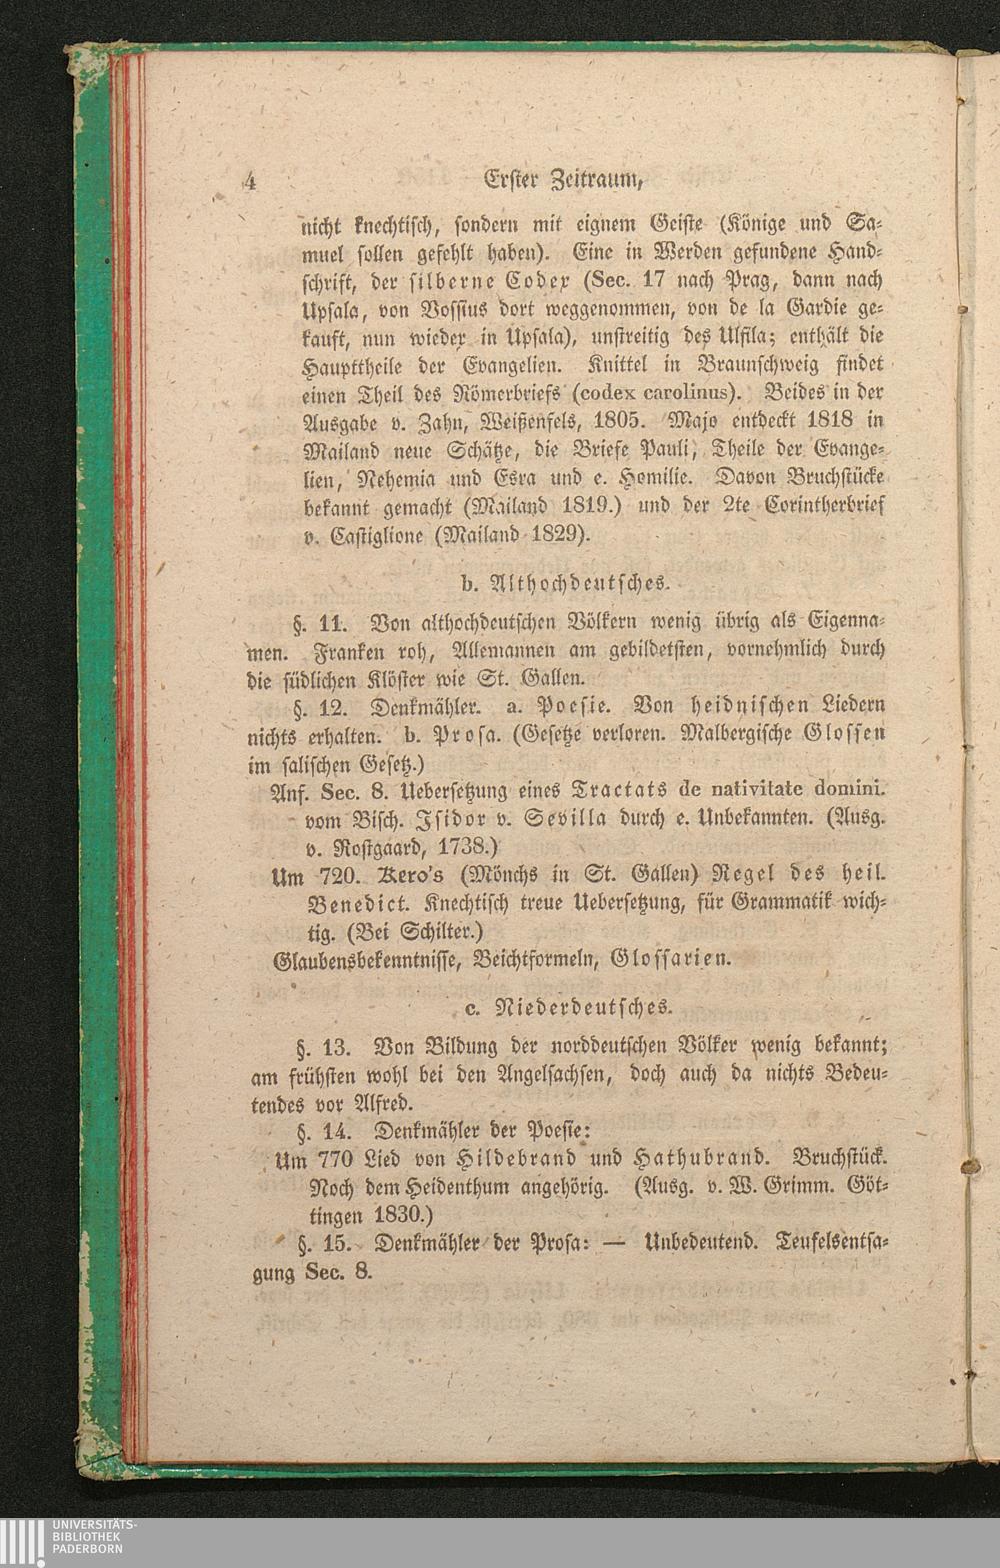 4 Erster Zeitraum,
nicht knechtisch, sondern mit eignem Geiste (Könige und Sa-
muel sollen gefehlt haben). Eine in Werden gefundene Hand-
schrift, der silberne Codex (Sec. 17 nach Prag, dann nach
Upsala, von Vossius dort weggenommen, von de la Gardie ge-
kauft, nun wieder in Upsala), unstreitig des Ulfila; enthält die
Haupttheile der Evangelien. Knittel in Braunschweig findet
einen Theil des Römerbriefs (codex carolinus). Beides in der
Ausgabe v. Zahn, Weißenfels, 1805. Majo entdeckt 1818 in
Mailand neue Schätze, die Briefe Pauli, Theile der Evange-
lien, Nehemia und Esra und e. Homilie. Davon Bruchstücke
bekannt gemacht (Mailand 1819.) und der 2te Corintherbrief
v. Castiglione (Mailand 1829).
b. Althochdeutsches.
§. 11. Von althochdeutschen Völkern wenig übrig als Eigenna-
men. Franken roh, Allemannen am gebildetsten, vornehmlich durch
die südlichen Klöster wie St. Gallen.
§. 12. Denkmähler. a. Poesie. Von heidnischen Liedern
nichts erhalten. b. Prosa. (Gesetze verloren. Malbergische Glossen
im salischen Gesetz.)
Anf. Sec. 8. Uebersetzung eines Tractats de nativitate domini.
vom Bisch. Isidor v. Sevilla durch e. Unbekannten. (Ausg.
v. Rostgaard, 1738.)
Um 720. Kero's (Mönchs in St. Gallen) Regel des heil.
Benedict. Knechtisch treue Uebersetzung, für Grammatik wich-
tig. (Bei Schilter.)
Glaubensbekenntnisse, Beichtformeln, Glossarien.
c. Niederdeutsches.
§. 13. Von Bildung der norddeutschen Völker wenig bekannt;
am frühsten wohl bei den Angelsachsen, doch auch da nichts Bedeu-
tendes vor Alfred.
§. 14. Denkmähler der Poesie:
Um 770 Lied von Hildebrand und Hathubrand. Bruchstück.
Noch dem Heidenthum angehörig. (Ausg. v. W. Grimm. Göt-
tingen 1830.)
§. 15. Denkmähler der Prosa: — Unbedeutend. Teufelsentsa-
gung Sec. 8.
UNIVERSITÄTS-
BIBLIOTHEK
PADERBORN